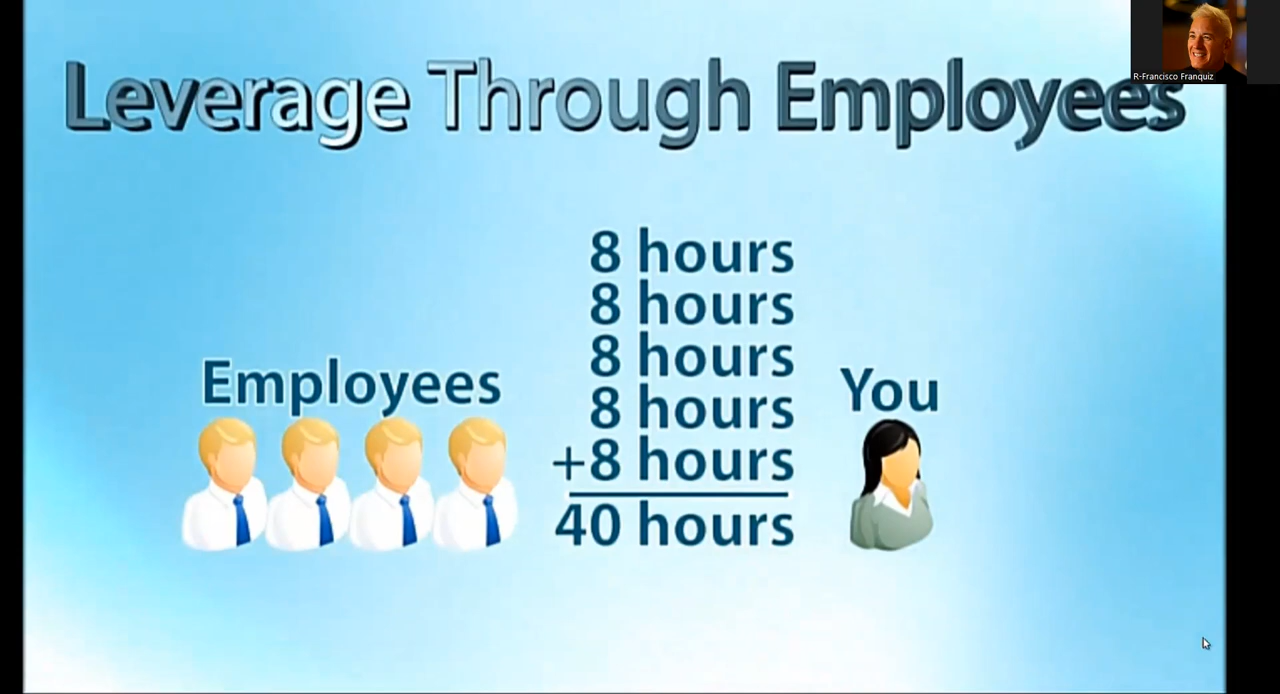 Leverage Through Employees
R-Francisco Franquiz
8 hours
8 hours
8 hours
8 hours
+8 hours
40 hours
Employees
You